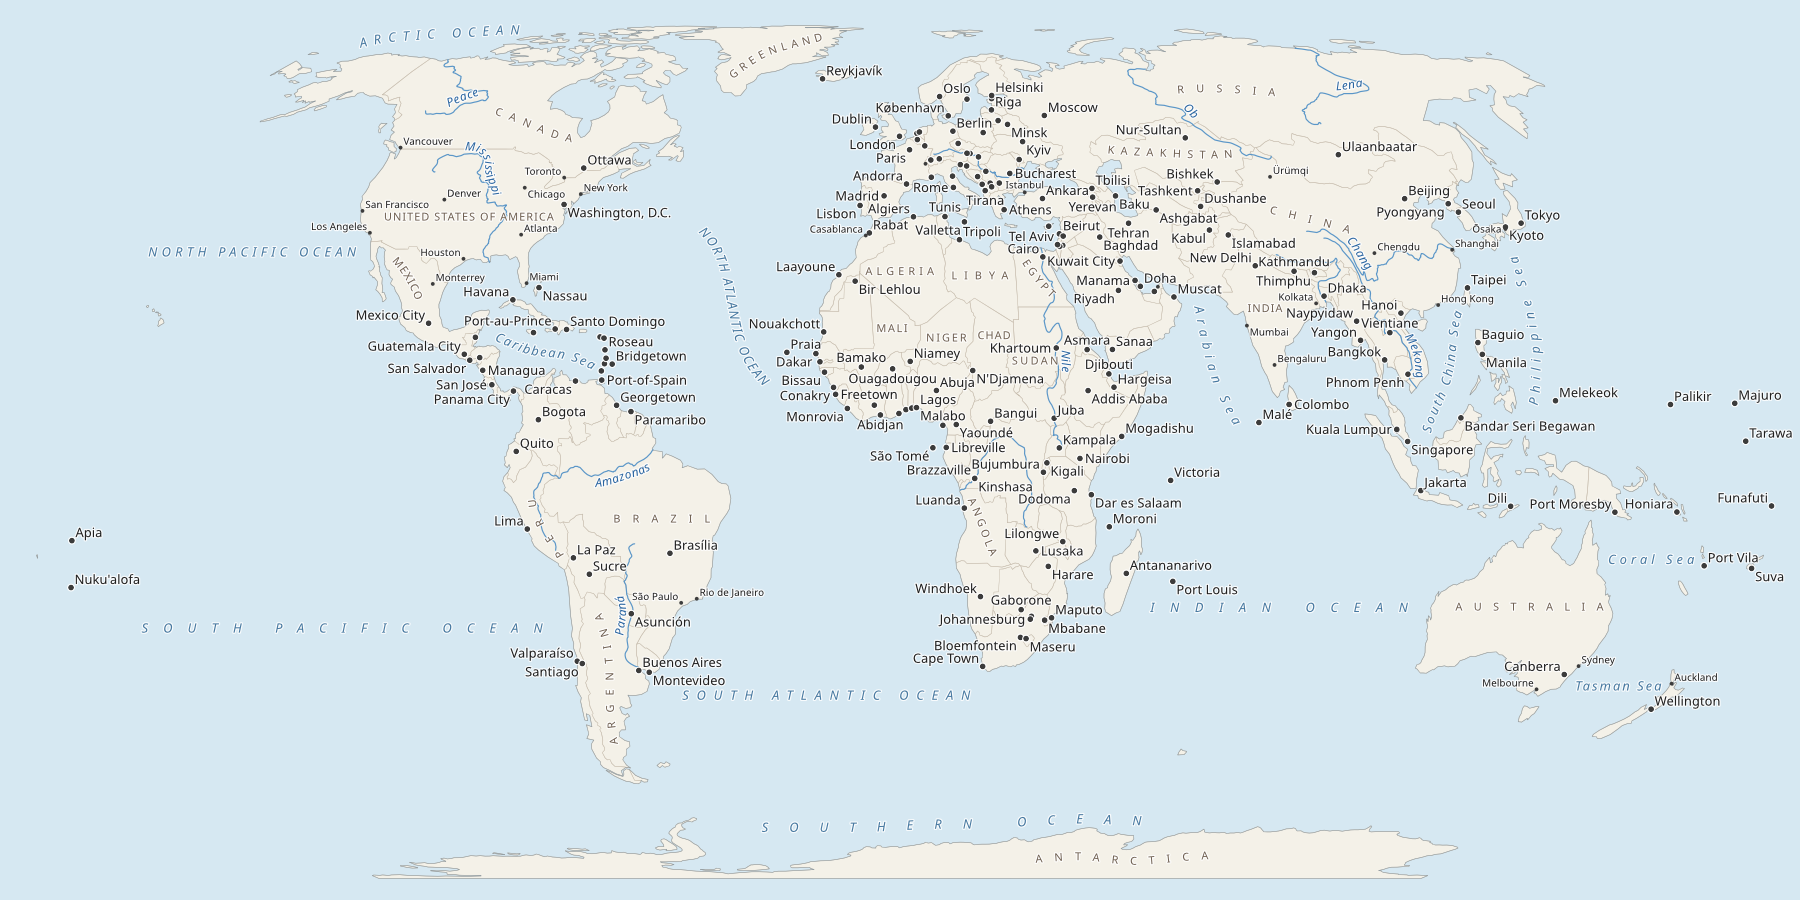 ARCTIC OCEAN
GREENLAND
Reykjavík
Peace
CANADA
Vancouver
Mississippi
Ottawa
Toronto
Chicago
New York
Denver
San Francisco
UNITED STATES OF AMERICA
Washington, D.C.
Los Angeles
Atlanta
Houston
NORTH PACIFIC OCEAN
MEXICO
Monterrey
Miami
Havana
Nassau
Mexico City
Port-au-Prince
Santo Domingo
Guatemala City
Caribbean Sea
Roseau
Bridgetown
San Salvador
Managua
San José
Caracas
Port-of-Spain
Panama City
Georgetown
Bogota
Paramaribo
Quito
Amazonas
PERU
BRAZIL
Lima
La Paz
Brasília
Sucre
São Paulo
Rio de Janeiro
Paraná
Asunción
ARGENTINA
Valparaíso
Santiago
Buenos Aires
Montevideo
Apia
Nuku'alofa
SOUTH PACIFIC OCEAN
SOUTH ATLANTIC OCEAN
NORTH ATLANTIC OCEAN
Oslo
Helsinki
Riga
København
Moscow
Dublin
Berlin
Minsk
London
Kyiv
Paris
Andorra
Bucharest
Madrid
Rome
Istanbul
Ankara
Tbilisi
Lisbon
Algiers
Tunis
Tirana
Athens
Yerevan
Baku
Casablanca
Rabat
Valletta
Tripoli
Tel Aviv
Beirut
Tehran
Cairo
Baghdad
Kuwait City
Laayoune
ALGERIA
LIBYA
EGYPT
Bir Lehlou
Manama
Doha
Riyadh
Muscat
Nouakchott
MALI
NIGER
CHAD
Khartoum
SUDAN
Asmara
Sanaa
Praia
Dakar
Bamako
Niamey
Nile
Djibouti
Bissau
Ouagadougou
Abuja
N'Djamena
Hargeisa
Conakry
Freetown
Lagos
Addis Ababa
Monrovia
Abidjan
Malabo
Bangui
Juba
Yaoundé
Mogadishu
São Tomé
Libreville
Kampala
Brazzaville
Bujumbura
Nairobi
Kigali
Kinshasa
Victoria
Luanda
ANGOLA
Dodoma
Dar es Salaam
Moroni
Lilongwe
Lusaka
Antananarivo
Harare
Port Louis
Windhoek
Gaborone
Maputo
Johannesburg
Mbabane
Bloemfontein
Maseru
Cape Town
RUSSIA
Lena
Ob
Nur-Sultan
KAZAKHSTAN
Ulaanbaatar
Ürümqi
Bishkek
Tashkent
Dushanbe
Beijing
Pyongyang
Seoul
Tokyo
CHINA
Ashgabat
Ōsaka
Kyoto
Kabul
Islamabad
Chang
Chengdu
Shanghai
New Delhi
Kathmandu
Thimphu
Dhaka
Taipei
Kolkata
Hanoi
Hong Kong
INDIA
Naypyidaw
Mumbai
Yangon
Vientiane
Baguio
Bengaluru
Bangkok
Mekong
Manila
Phnom Penh
South China Sea
Philippine Sea
Arabian Sea
Malé
Colombo
Melekeok
Palikir
Majuro
Kuala Lumpur
Bandar Seri Begawan
Tarawa
Singapore
Jakarta
Dili
Port Moresby
Honiara
Funafuti
Coral Sea
Port Vila
Suva
INDIAN OCEAN
AUSTRALIA
Canberra
Sydney
Melbourne
Tasman Sea
Auckland
Wellington
SOUTHERN OCEAN
ANTARCTICA